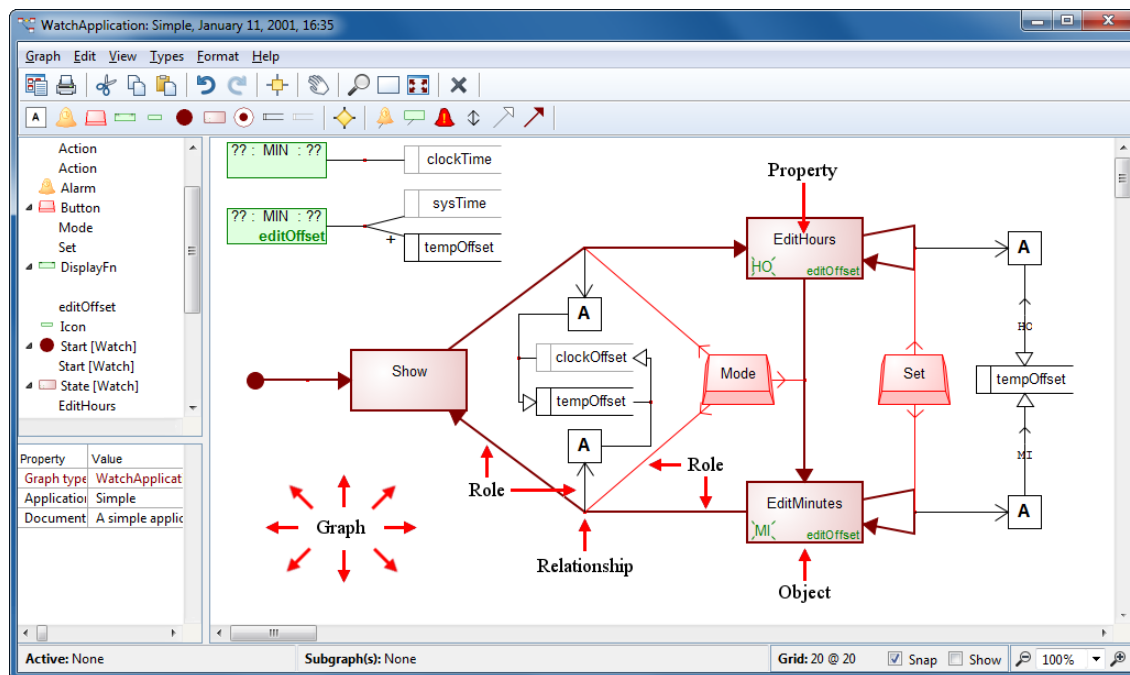 WatchApplication: Simple, January 11, 2001, 16:35
Graph Edit View Types Format Help
A
Action
Action
Alarm
Button
Mode
Set
DisplayFn
editOffset
Icon
Start [Watch]
Start [Watch]
State [Watch]
EditHours
Property Value
Graph type WatchApplicat
Application Simple
Document A simple applic
?? : MIN : ??
clockTime
?? : MIN : ??
editOffset
sysTime
+
tempOffset
Property
EditHours
HO
editOffset
A
A
HO
Show
clockOffset
Mode
Set
tempOffset
tempOffset
A
MI
Role
Role
EditMinutes
MI
editOffset
A
Graph
Relationship
Object
Active: None
Subgraph(s): None
Grid: 20 @ 20
Snap
Show
100%